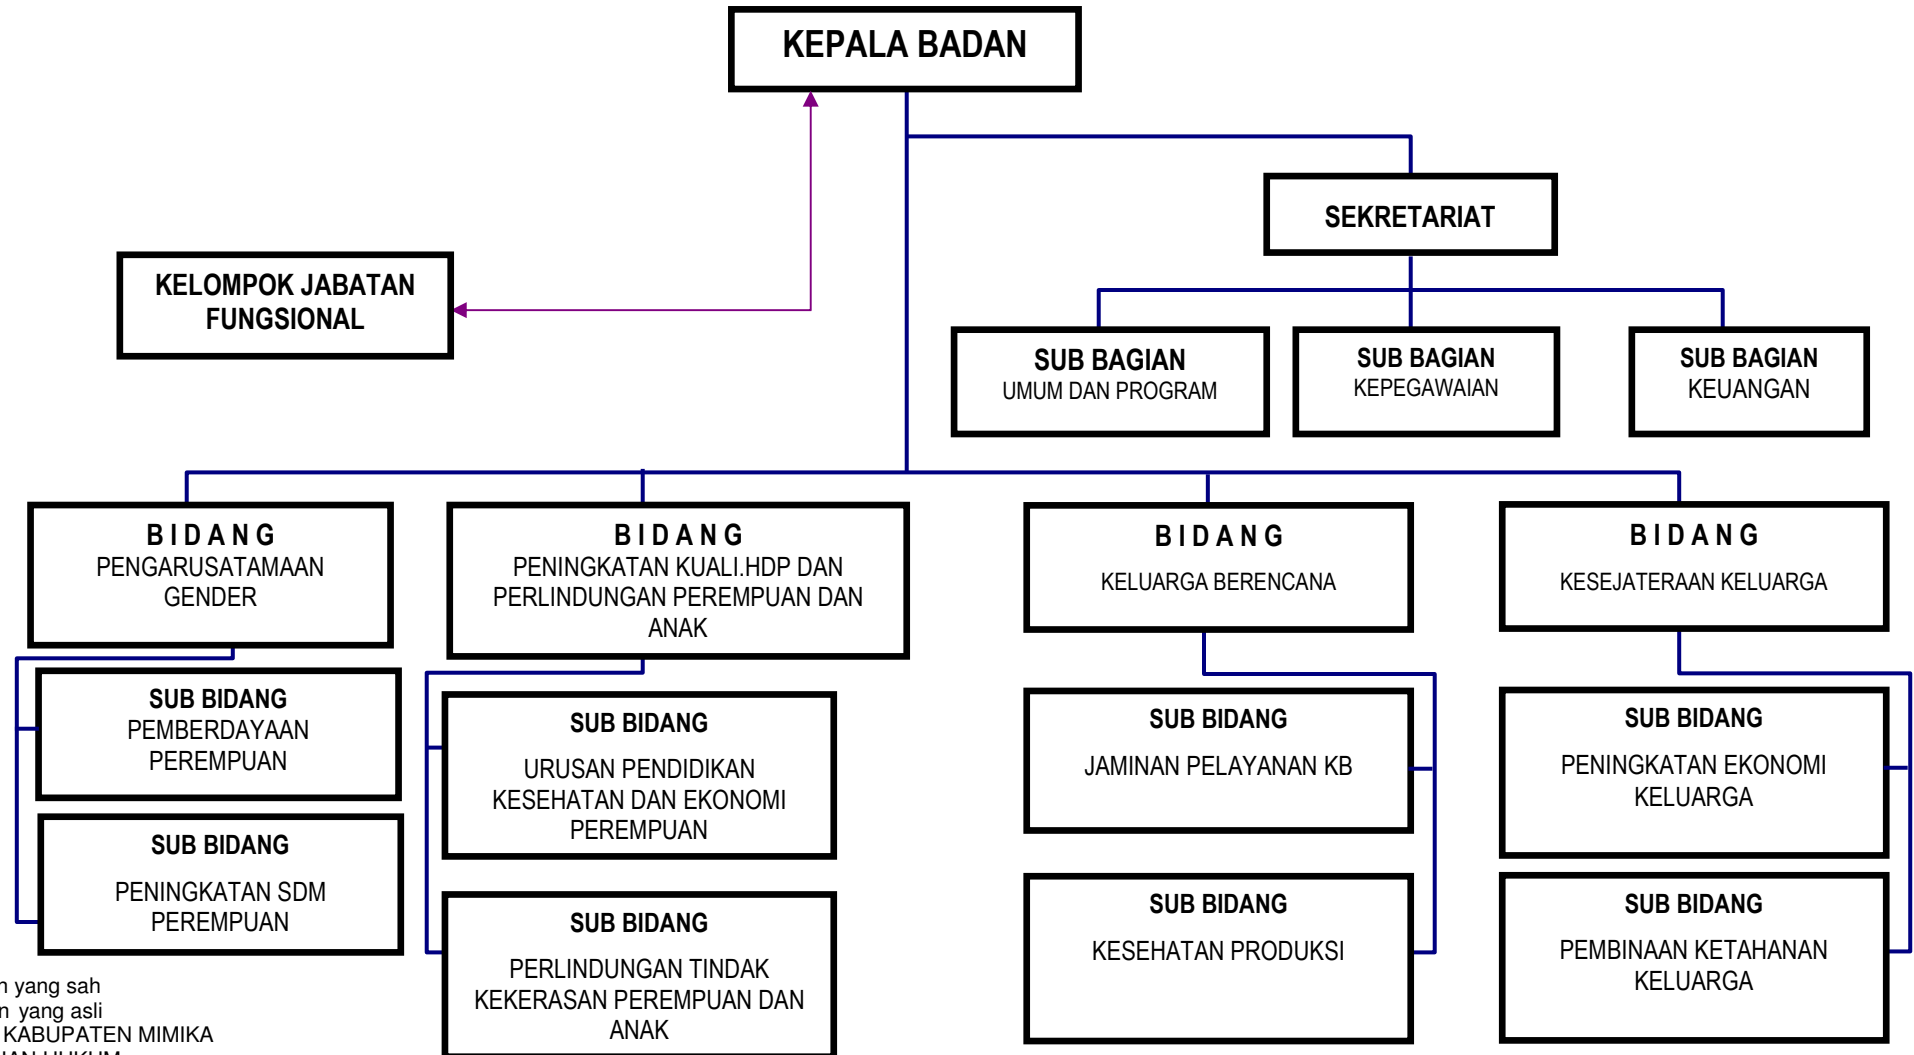 KEPALA BADAN
SEKRETARIAT
KELOMPOK JABATAN
FUNGSIONAL
SUB BAGIAN
UMUM DAN PROGRAM
SUB BAGIAN
KEPEGAWAIAN
SUB BAGIAN
KEUANGAN
B I D A N G
PENGARUSATAMAAN
GENDER
B I D A N G
PENINGKATAN KUALI.HDP DAN
PERLINDUNGAN PEREMPUAN DAN
ANAK
B I D A N G
KELUARGA BERENCANA
B I D A N G
KESEJATERAAN KELUARGA
SUB BIDANG
PEMBERDAYAAN
PEREMPUAN
SUB BIDANG
PENINGKATAN SDM
PEREMPUAN
SUB BIDANG
URUSAN PENDIDIKAN
KESEHATAN DAN EKONOMI
PEREMPUAN
SUB BIDANG
PERLINDUNGAN TINDAK
KEKERASAN PEREMPUAN DAN
ANAK
SUB BIDANG
JAMINAN PELAYANAN KB
SUB BIDANG
KESEHATAN PRODUKSI
SUB BIDANG
PENINGKATAN EKONOMI
KELUARGA
SUB BIDANG
PEMBINAAN KETAHANAN
KELUARGA
n yang sah
n yang asli
KABUPATEN MIMIKA
HUKUM